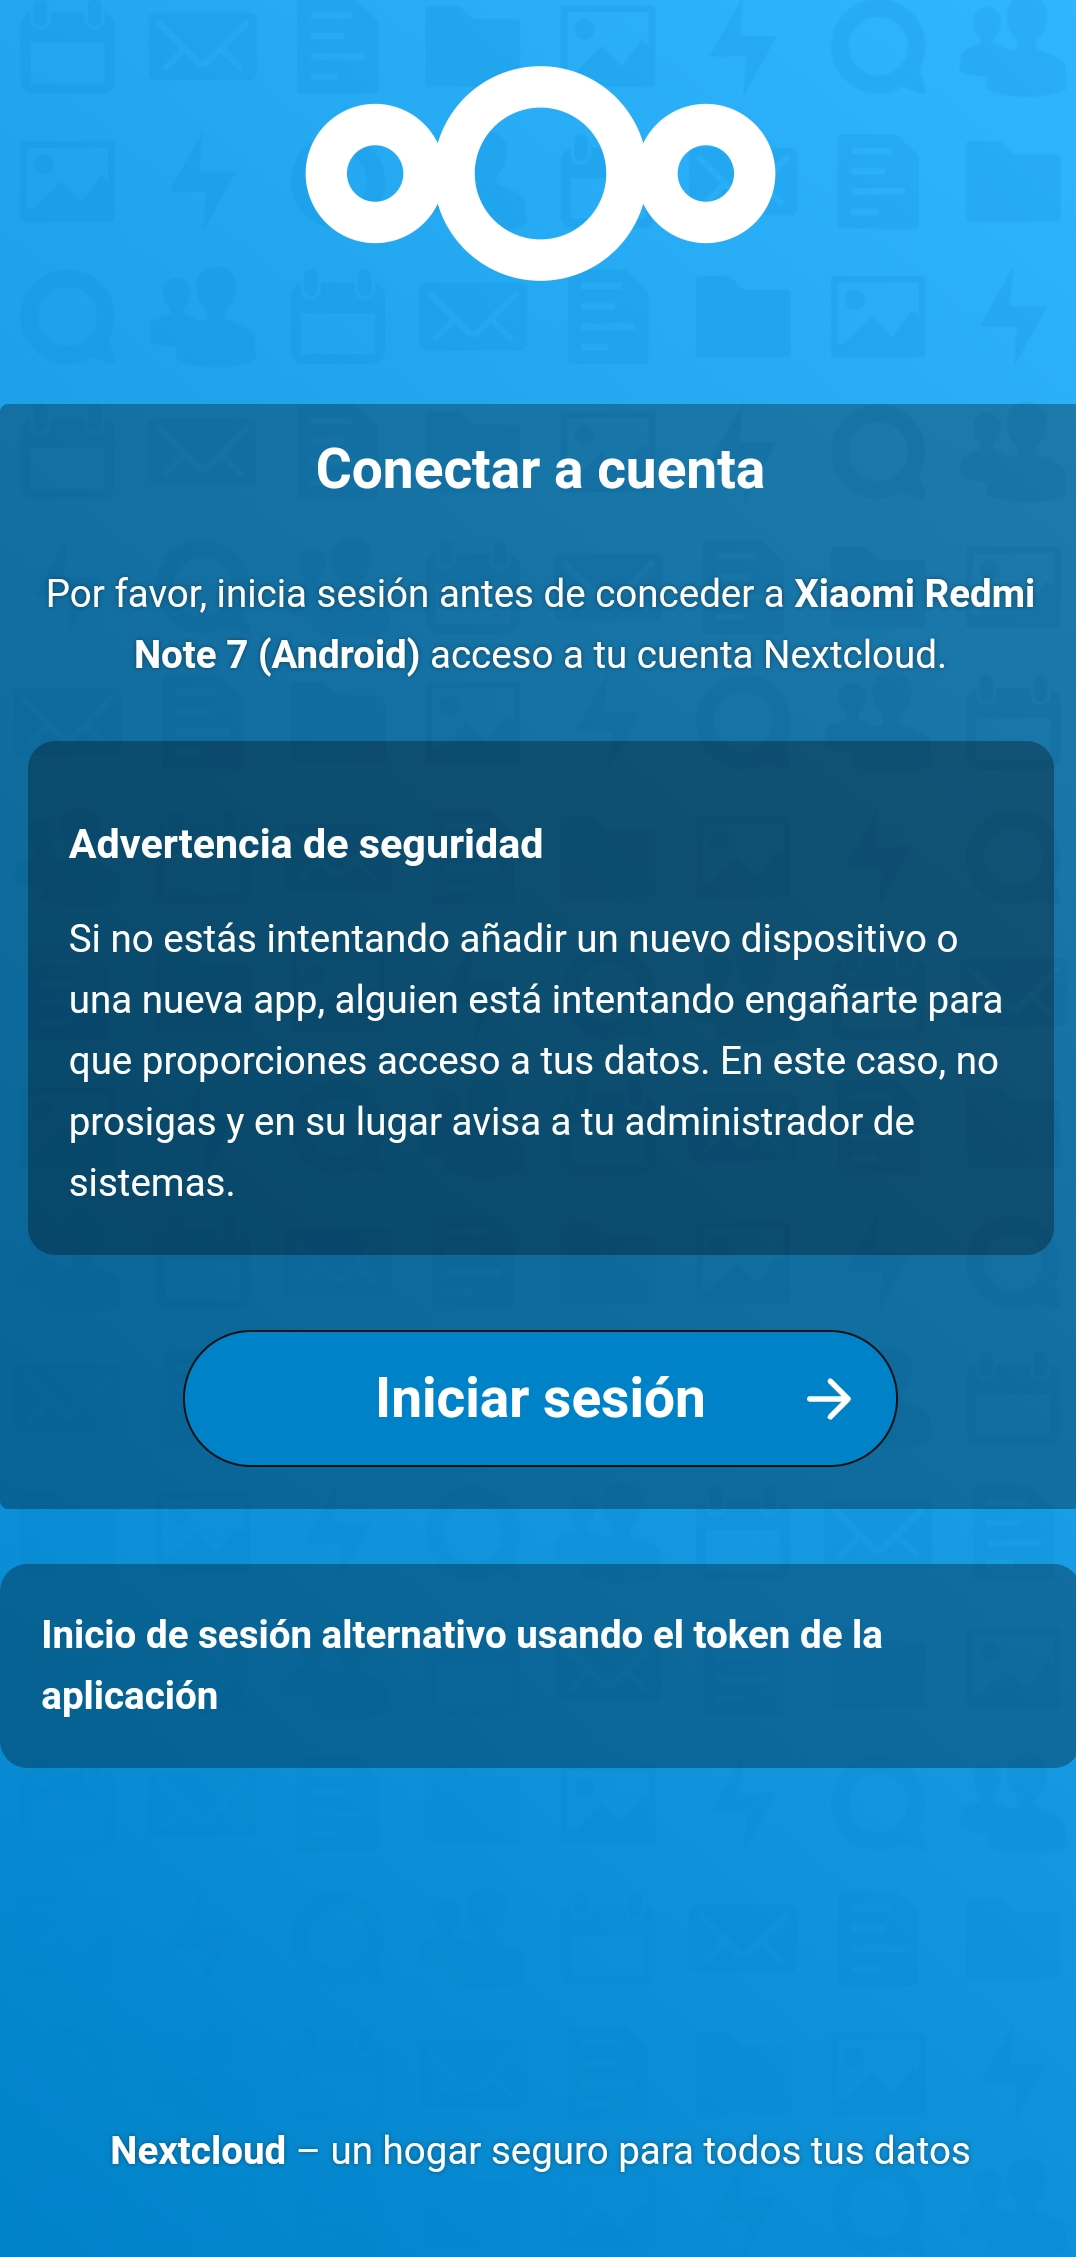 Conectar a cuenta
Por favor, inicia sesión antes de conceder a Xiaomi Redmi
Note 7 (Android) acceso a tu cuenta Nextcloud.
Advertencia de seguridad
Si no estás intentando añadir un nuevo dispositivo o
una nueva app, alguien está intentando engañarte para
que proporciones acceso a tus datos. En este caso, no
prosigas y en su lugar avisa a tu administrador de
sistemas.
Iniciar sesión
Inicio de sesión alternativo usando el token de la
aplicación
Nextcloud – un hogar seguro para todos tus datos